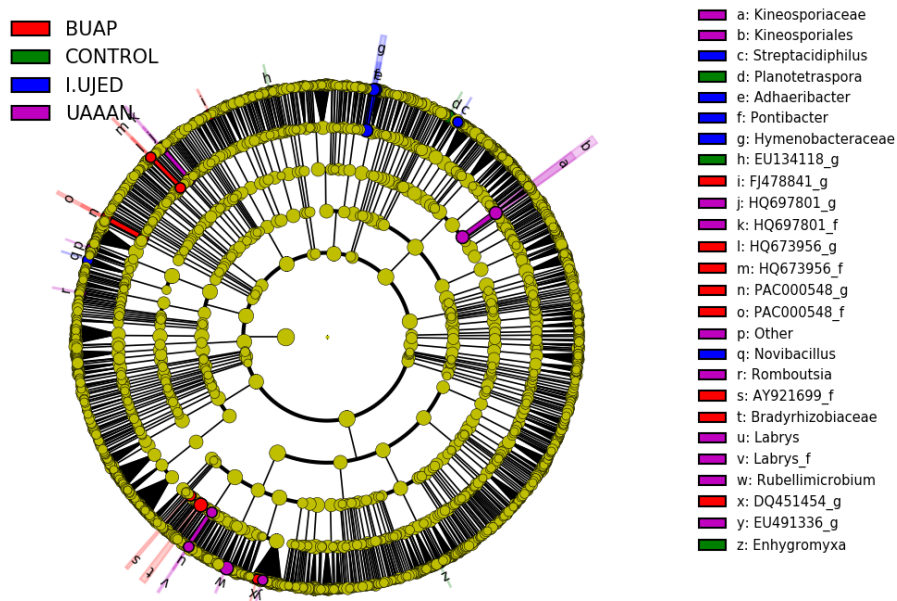 BUAP
CONTROL
I.UJED
UAAAN
a: Kineosporiaceae
b: Kineosporiales
c: Streptacidiphilus
d: Planotetraspora
e: Adhaeribacter
f: Pontibacter
g: Hymenobacteraceae
h: EU134118_g
i: FJ478841_g
j: HQ697801_g
k: HQ697801_f
l: HQ673956_g
m: HQ673956_f
n: PAC000548_g
o: PAC000548_f
p: Other
q: Novibacillus
r: Romboutsia
s: AY921699_f
t: Bradyrhizobiaceae
u: Labrys
v: Labrys_f
w: Rubellimicrobium
x: DQ451454_g
y: EU491336_g
z: Enhygromyxa
g
h
d
c
b
a
m
o
n
r
s
t
u
v
w
z